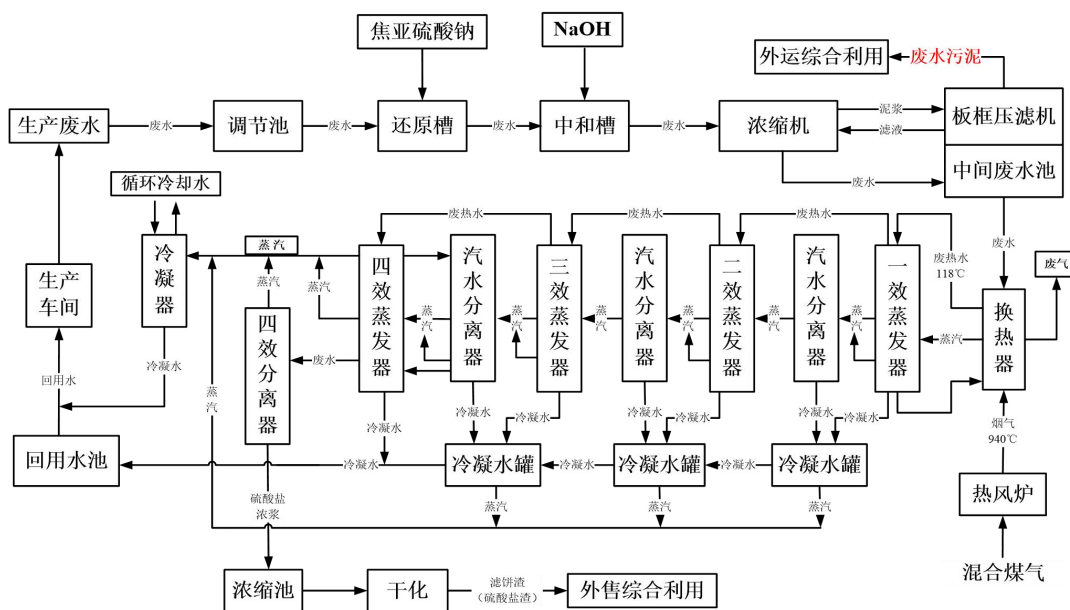 焦亚硫酸钠
NaOH
外运综合利用
废水污泥
生产废水
废水
调节池
废水
还原槽
废水
中和槽
废水
浓缩机
泥浆
滤液
板框压滤机
废水
中间废水池
循环冷却水
冷凝器
蒸汽
蒸汽
蒸汽
蒸汽
四效蒸发器
废热水
汽水分离器
蒸汽
三效蒸发器
废热水
蒸汽
蒸汽
汽水分离器
蒸汽
二效蒸发器
废热水
蒸汽
汽水分离器
蒸汽
一效蒸发器
废热水
118℃
蒸汽
废水
换热器
废气
生产
车间
四效分离器
废水
回用水
冷凝水
冷凝水
冷凝水
冷凝水
冷凝水
冷凝水
冷凝水
冷凝水
烟气
940℃
回用水池
冷凝水
冷凝水罐
冷凝水
冷凝水罐
冷凝水
冷凝水罐
热风炉
硫酸盐
浓浆
蒸汽
蒸汽
蒸汽
混合煤气
浓缩池
干化
滤饼渣
（硫酸盐渣）
外售综合利用